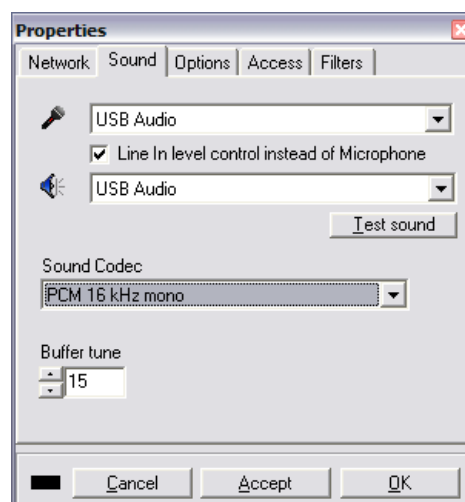 Properties
Network Sound Options Access Filters
USB Audio
Line In level control instead of Microphone
USB Audio
Test sound
Sound Codec
PCM 16 kHz mono
Buffer tune
15
Cancel Accept OK